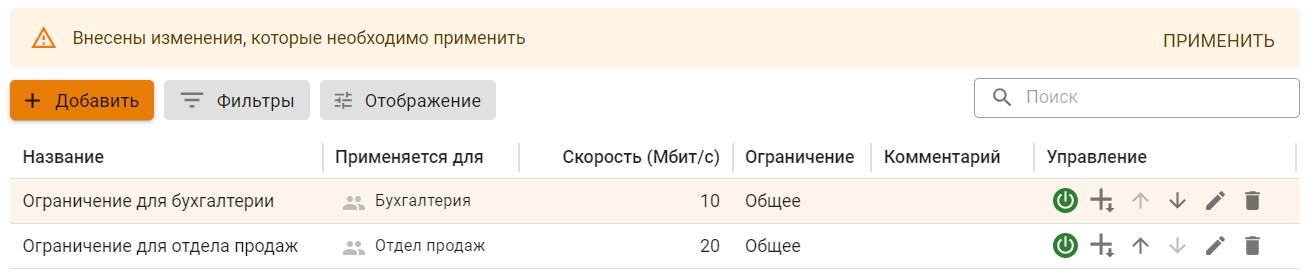 Внесены изменения, которые необходимо применить ПРИМЕНИТЬ
Добавить Фильтры Отображение Поиск
Название Применяется для Скорость (Мбит/с) Ограничение Комментарий Управление
Ограничение для бухгалтерии Бухгалтерия 10 Общее
Ограничение для отдела продаж Отдел продаж 20 Общее